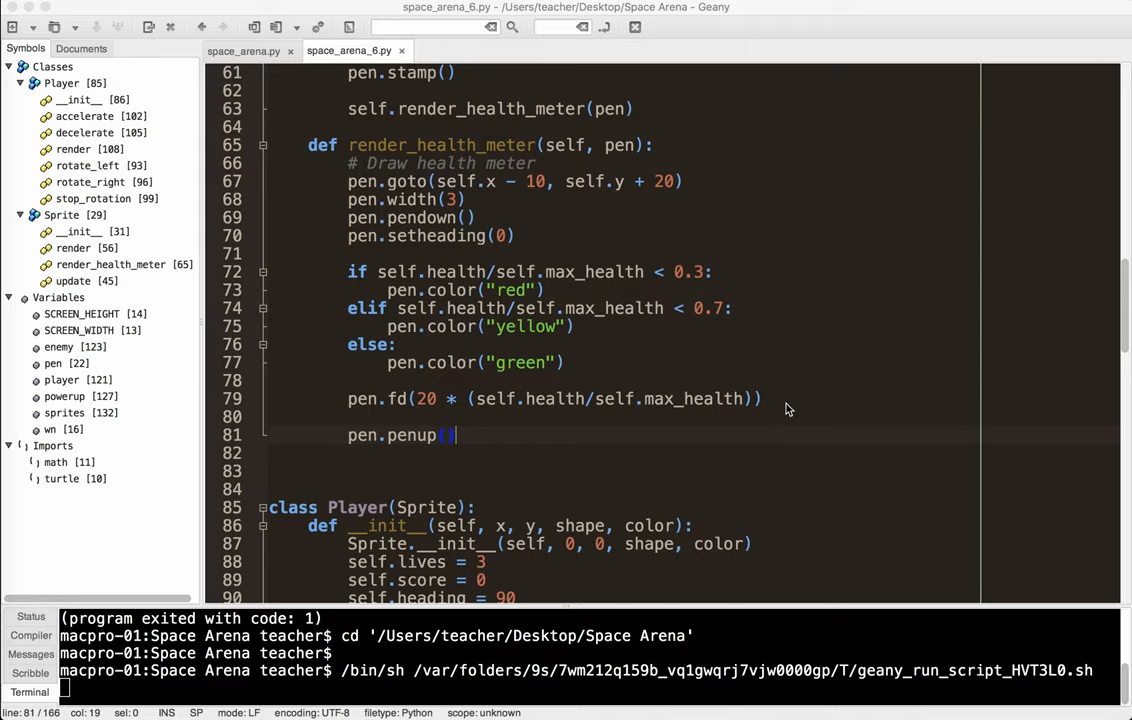 space_arena_6.py - /Users/teacher/Desktop/Space Arena - Geany
Symbols Documents
space_arena.py × space_arena_6.py ×
Classes
Player [85]
__init__ [86]
accelerate [102]
decelerate [105]
render [108]
rotate_left [93]
rotate_right [96]
stop_rotation [99]
Sprite [29]
__init__ [31]
render [56]
render_health_meter [65]
update [45]
Variables
SCREEN_HEIGHT [14]
SCREEN_WIDTH [13]
enemy [123]
pen [22]
player [121]
powerup [127]
sprites [132]
wn [16]
Imports
math [11]
turtle [10]
61 pen.stamp()
62
63 self.render_health_meter(pen)
64
65 def render_health_meter(self, pen):
66 # Draw health meter
67 pen.goto(self.x - 10, self.y + 20)
68 pen.width(3)
69 pen.pendown()
70 pen.setheading(0)
71
72 if self.health/self.max_health < 0.3:
73 pen.color("red")
74 elif self.health/self.max_health < 0.7:
75 pen.color("yellow")
76 else:
77 pen.color("green")
78
79 pen.fd(20 * (self.health/self.max_health))
80
81 pen.penup()
82
83
84
85 class Player(Sprite):
86 def __init__(self, x, y, shape, color):
87 Sprite.__init__(self, 0, 0, shape, color)
88 self.lives = 3
89 self.score = 0
90 self.heading = 90
Status
Compiler
Messages
Scribble
Terminal
(program exited with code: 1)
macpro-01:Space Arena teacher$ cd '/Users/teacher/Desktop/Space Arena'
macpro-01:Space Arena teacher$
macpro-01:Space Arena teacher$ /bin/sh /var/folders/9s/7wm212q159b_vq1gwqrj7vjw0000gp/T/geany_run_script_HVT3L0.sh
line: 81 / 166 col: 19 sel: 0 INS SP mode: LF encoding: UTF-8 filetype: Python scope: unknown